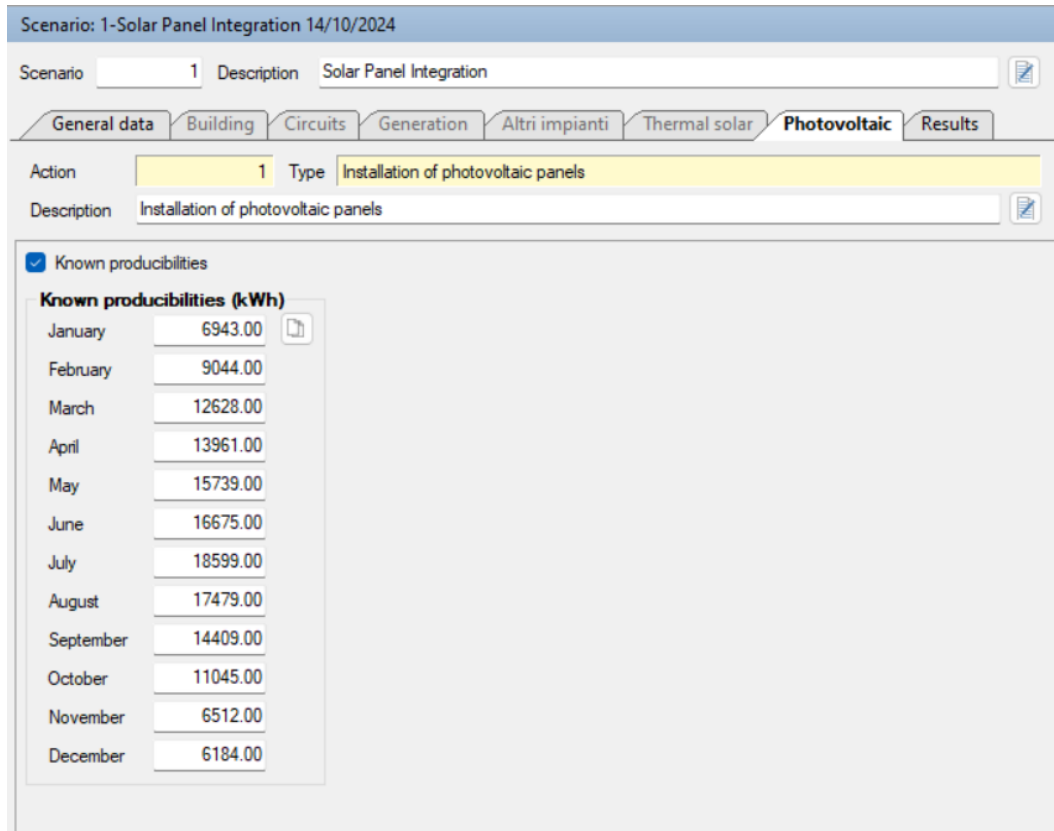 Scenario: 1-Solar Panel Integration 14/10/2024
Scenario 1 Description Solar Panel Integration
General data Building Circuits Generation Altri impianti Thermal solar Photovoltaic Results
Action 1 Type Installation of photovoltaic panels
Description Installation of photovoltaic panels
Known producibilities
Known producibilities (kWh)
January 6943.00
February 9044.00
March 12628.00
April 13961.00
May 15739.00
June 16675.00
July 18599.00
August 17479.00
September 14409.00
October 11045.00
November 6512.00
December 6184.00